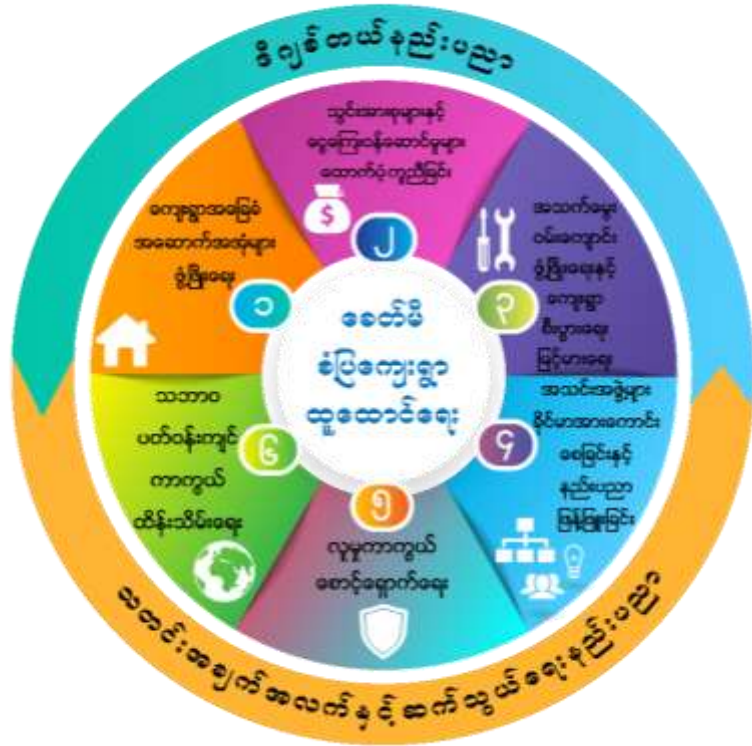 ဒီဂျစ်တယ်နည်းပညာ
ကျေးရွာအခြေခံ
အဆောက်အအုံများ
ဖွံ့ဖြိုးရေး
၁
သွင်းအားစုများနှင့်
ငွေကြေးဝန်ဆောင်မှုများ
ထောက်ပံ့ကူညီခြင်း
$
၂
အသက်မွေး
ဝမ်းကျောင်း
ဖွံ့ဖြိုးရေးနှင့်
ကျေးရွာ
စီးပွားရေး
မြင့်မားရေး
၃
အသင်းအဖွဲ့များ
ခိုင်မာအားကောင်း
စေခြင်းနှင့်
နည်းပညာ
ဖြန့်ဖြူးခြင်း
၄
လူမှုကာကွယ်
စောင့်ရှောက်ရေး
၅
သဘာဝ
ပတ်ဝန်းကျင်
ကာကွယ်
ထိန်းသိမ်းရေး
၆
ခေတ်မီ
စံပြကျေးရွာ
ထူထောင်ရေး
သတင်းအချက်အလက်နှင့်ဆက်သွယ်ရေးနည်းပညာ